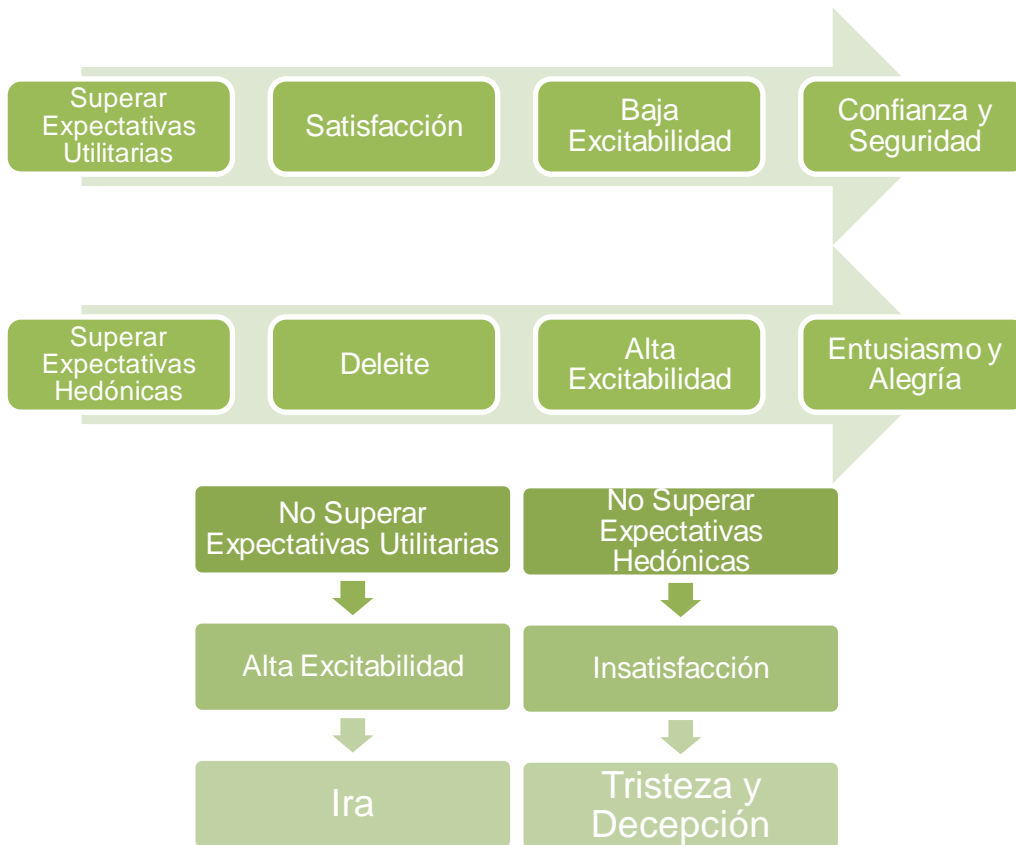 Superar
Expectativas
Utilitarias
Satisfacción
Baja
Excitabilidad
Confianza y
Seguridad
Superar
Expectativas
Hedónicas
Deleite
Alta
Excitabilidad
Entusiasmo y
Alegría
No Superar
Expectativas Utilitarias
Alta Excitabilidad
Ira
No Superar
Expectativas
Hedónicas
Insatisfacción
Tristeza y
Decepción